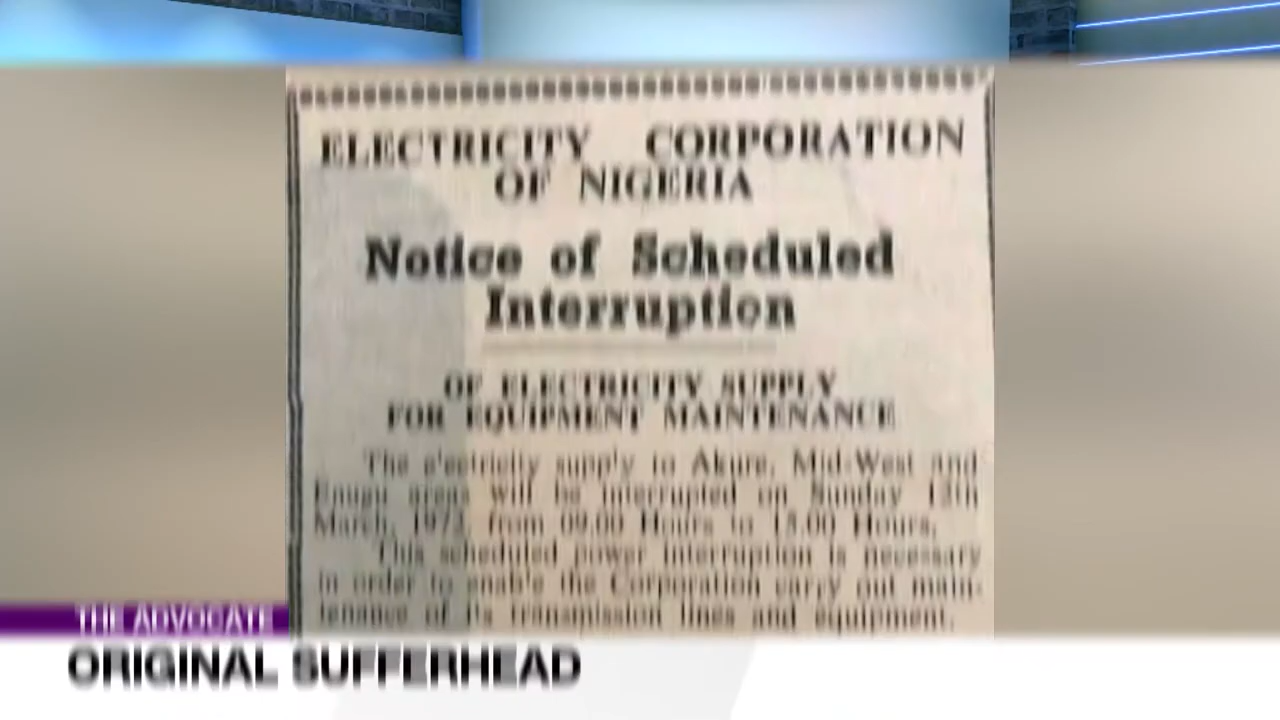 ELECTRICITY CORPORATION
OF NIGERIA
Notice of Scheduled
Interruption
OF ELECTRICITY SUPPLY
FOR EQUIPMENT MAINTENANCE
The electricity supply to Akure, Mid-West and
Enugu areas will be interrupted on Sunday 12th
March, 1972 from 09.00 Hours to Hours.
This scheduled power interruption is necessary
in order to enable the Corporation carry out main-
tenance of its transmission lines and equipment.
THE ADVOCATE
ORIGINAL SUFFERHEAD